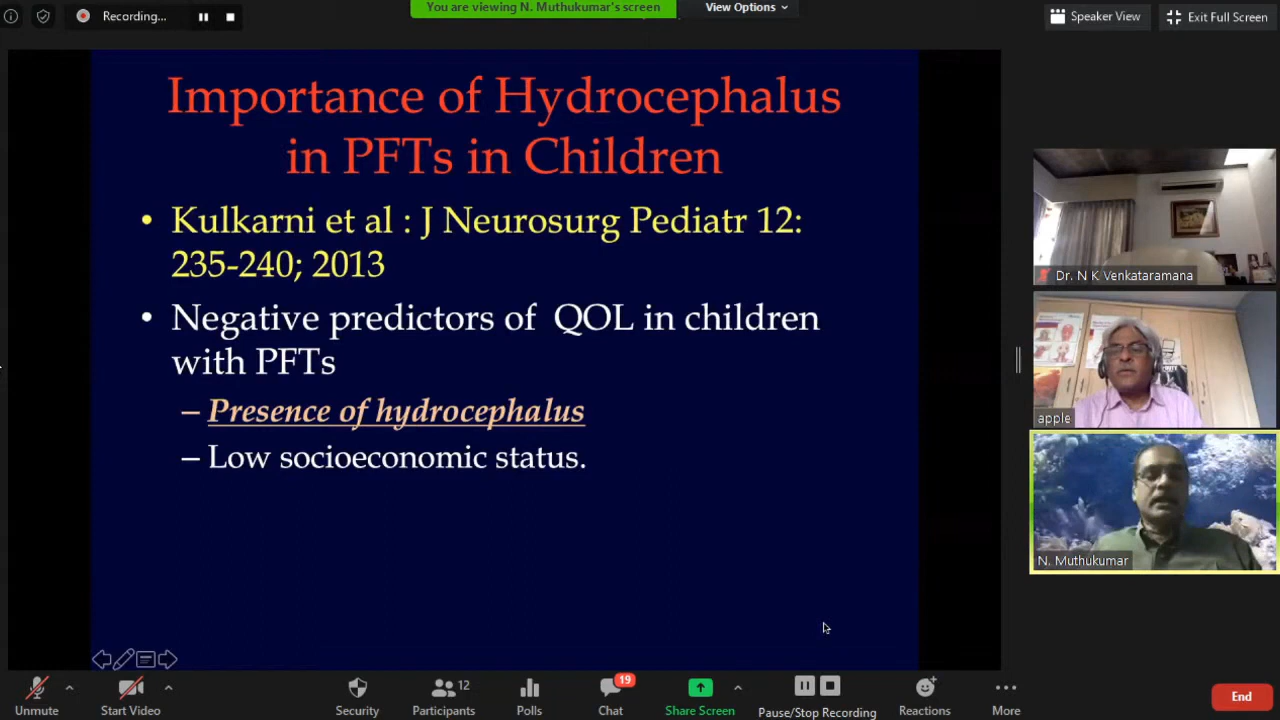 Recording...
You are viewing N. Muthukumar's screen
View Options
Speaker View
Exit Full Screen
Importance of Hydrocephalus
in PFTs in Children
• Kulkarni et al : J Neurosurg Pediatr 12:
235-240; 2013
• Negative predictors of QOL in children
with PFTs
– Presence of hydrocephalus
– Low socioeconomic status.
Dr. N K Venkataramana
apple
N. Muthukumar
Unmute
Start Video
Security
12
Participants
Polls
19
Chat
Share Screen
Pause/Stop Recording
Reactions
More
End